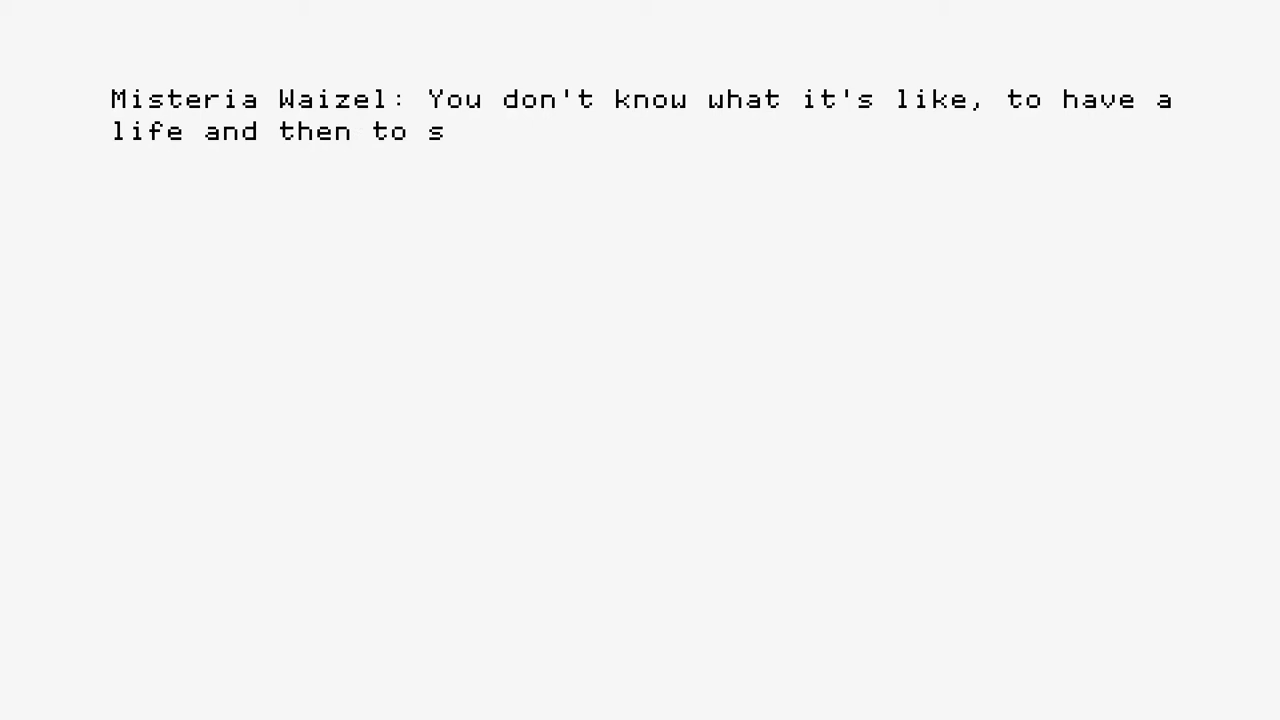 Misteria Waizel: You don't know what it's like, to have a
life and then to s